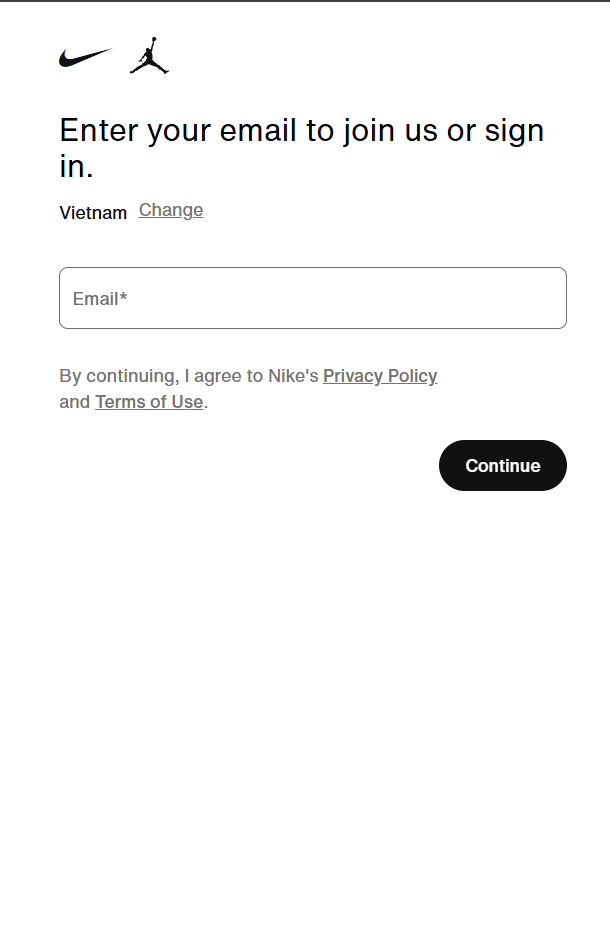 Enter your email to join us or sign
in.
Vietnam Change
Email*
By continuing, I agree to Nike's Privacy Policy
and Terms of Use.
Continue